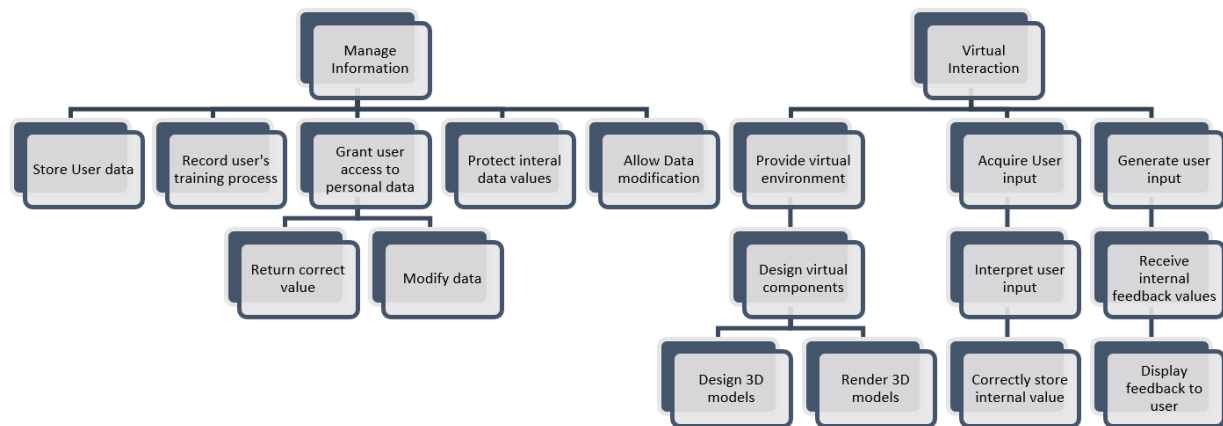 Manage
Information
Virtual
Interaction
Store User data
Record user's
training process
Grant user
access to
personal data
Protect interal
data values
Allow Data
modification
Provide virtual
environment
Acquire User
input
Generate user
input
Return correct
value
Modify data
Design virtual
components
Interpret user
input
Receive
internal
feedback values
Design 3D
models
Render 3D
models
Correctly store
internal value
Display
feedback to
user